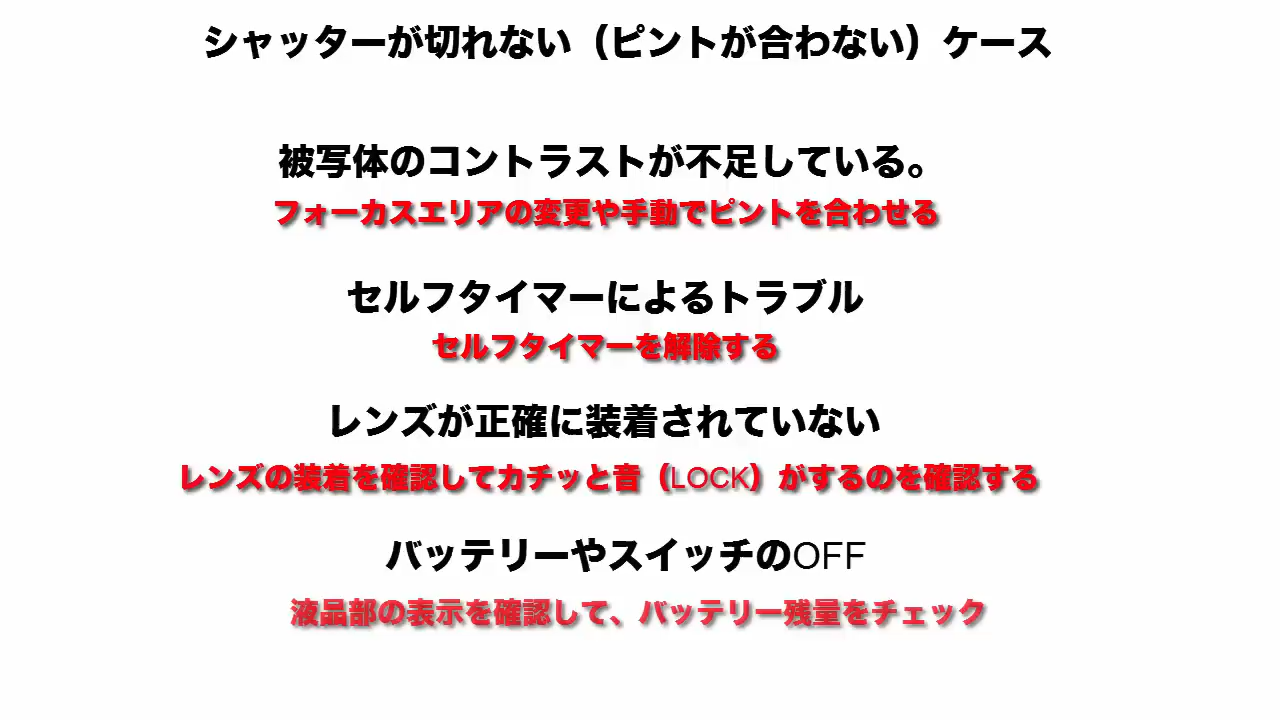 シャッターが切れない（ピントが合わない）ケース
被写体のコントラストが不足している。
フォーカスエリアの変更や手動でピントを合わせる
セルフタイマーによるトラブル
セルフタイマーを解除する
レンズが正確に装着されていない
レンズの装着を確認してカチッと音（LOCK）がするのを確認する
バッテリーやスイッチのOFF
液晶部の表示を確認して、バッテリー残量をチェック